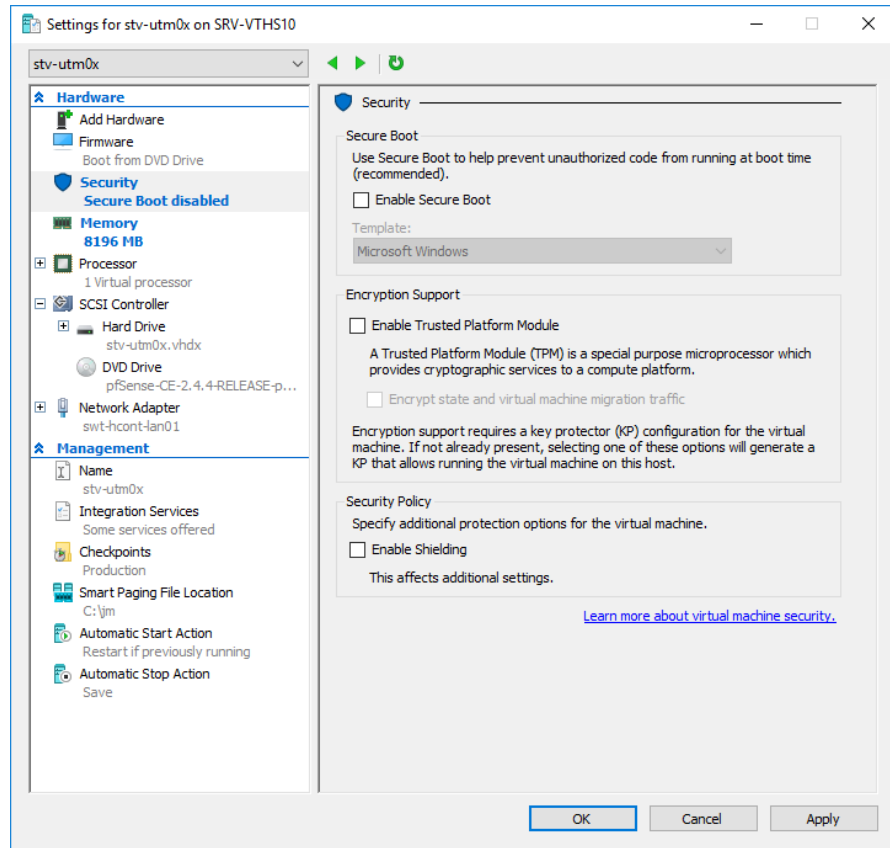 Settings for stv-utm0x on SRV-VTHS10
stv-utm0x
Hardware
Add Hardware
Firmware
Boot from DVD Drive
Security
Secure Boot disabled
Memory
8196 MB
Processor
1 Virtual processor
SCSI Controller
Hard Drive
stv-utm0x.vhdx
DVD Drive
pfSense-CE-2.4.4-RELEASE-p...
Network Adapter
swt-hcont-lan01
Management
Name
stv-utm0x
Integration Services
Some services offered
Checkpoints
Production
Smart Paging File Location
C:\jm
Automatic Start Action
Restart if previously running
Automatic Stop Action
Save
Security
Secure Boot
Use Secure Boot to help prevent unauthorized code from running at boot time
(recommended).
Enable Secure Boot
Template:
Microsoft Windows
Encryption Support
Enable Trusted Platform Module
A Trusted Platform Module (TPM) is a special purpose microprocessor which
provides cryptographic services to a compute platform.
Encrypt state and virtual machine migration traffic
Encryption support requires a key protector (KP) configuration for the virtual
machine. If not already present, selecting one of these options will generate a
KP that allows running the virtual machine on this host.
Security Policy
Specify additional protection options for the virtual machine.
Enable Shielding
This affects additional settings.
Learn more about virtual machine security.
OK
Cancel
Apply